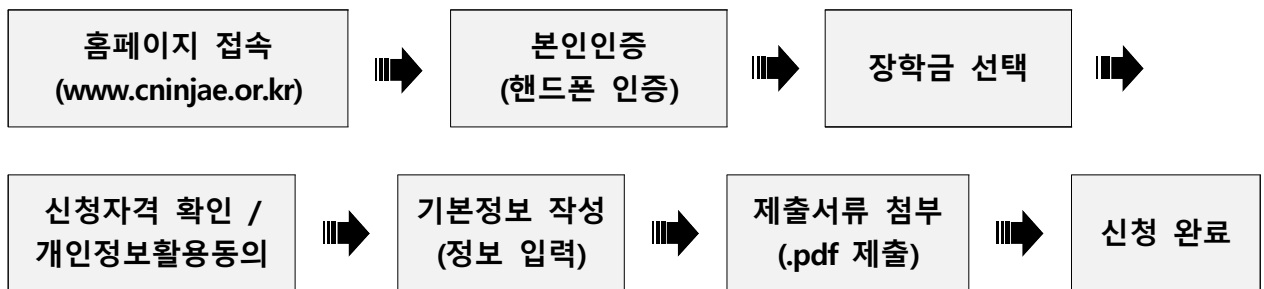 홈페이지 접속
(www.cninjae.or.kr)
본인인증
(핸드폰 인증)
장학금 선택
신청자격 확인 /
개인정보활용동의
기본정보 작성
(정보 입력)
제출서류 첨부
(.pdf 제출)
신청 완료